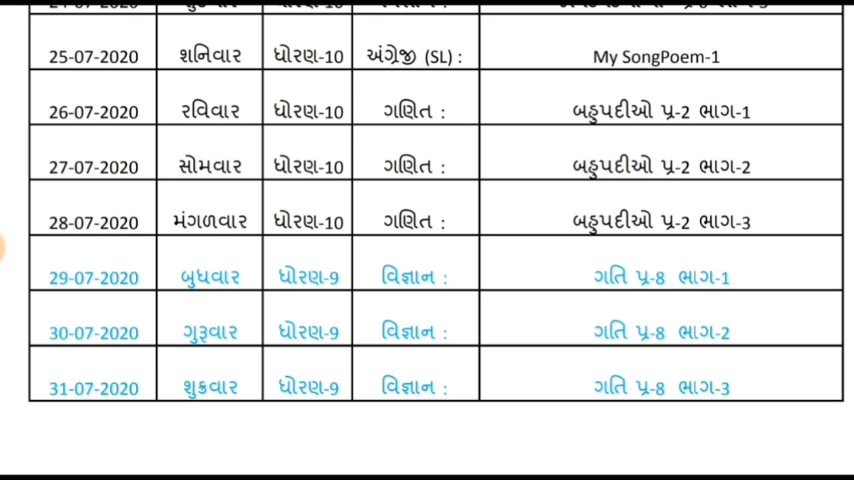 25-07-2020 શનિવાર ધોરણ-10 અંગ્રેજી (SL) : My SongPoem-1
26-07-2020 રવિવાર ધોરણ-10 ગણિત : બહુપદીઓ પ્ર-2 ભાગ-1
27-07-2020 સોમવાર ધોરણ-10 ગણિત : બહુપદીઓ પ્ર-2 ભાગ-2
28-07-2020 મંગળવાર ધોરણ-10 ગણિત : બહુપદીઓ પ્ર-2 ભાગ-3
29-07-2020 બુધવાર ધોરણ-9 વિજ્ઞાન : ગતિ પ્ર-8 ભાગ-1
30-07-2020 ગુરૂવાર ધોરણ-9 વિજ્ઞાન : ગતિ પ્ર-8 ભાગ-2
31-07-2020 શુક્રવાર ધોરણ-9 વિજ્ઞાન : ગતિ પ્ર-8 ભાગ-3